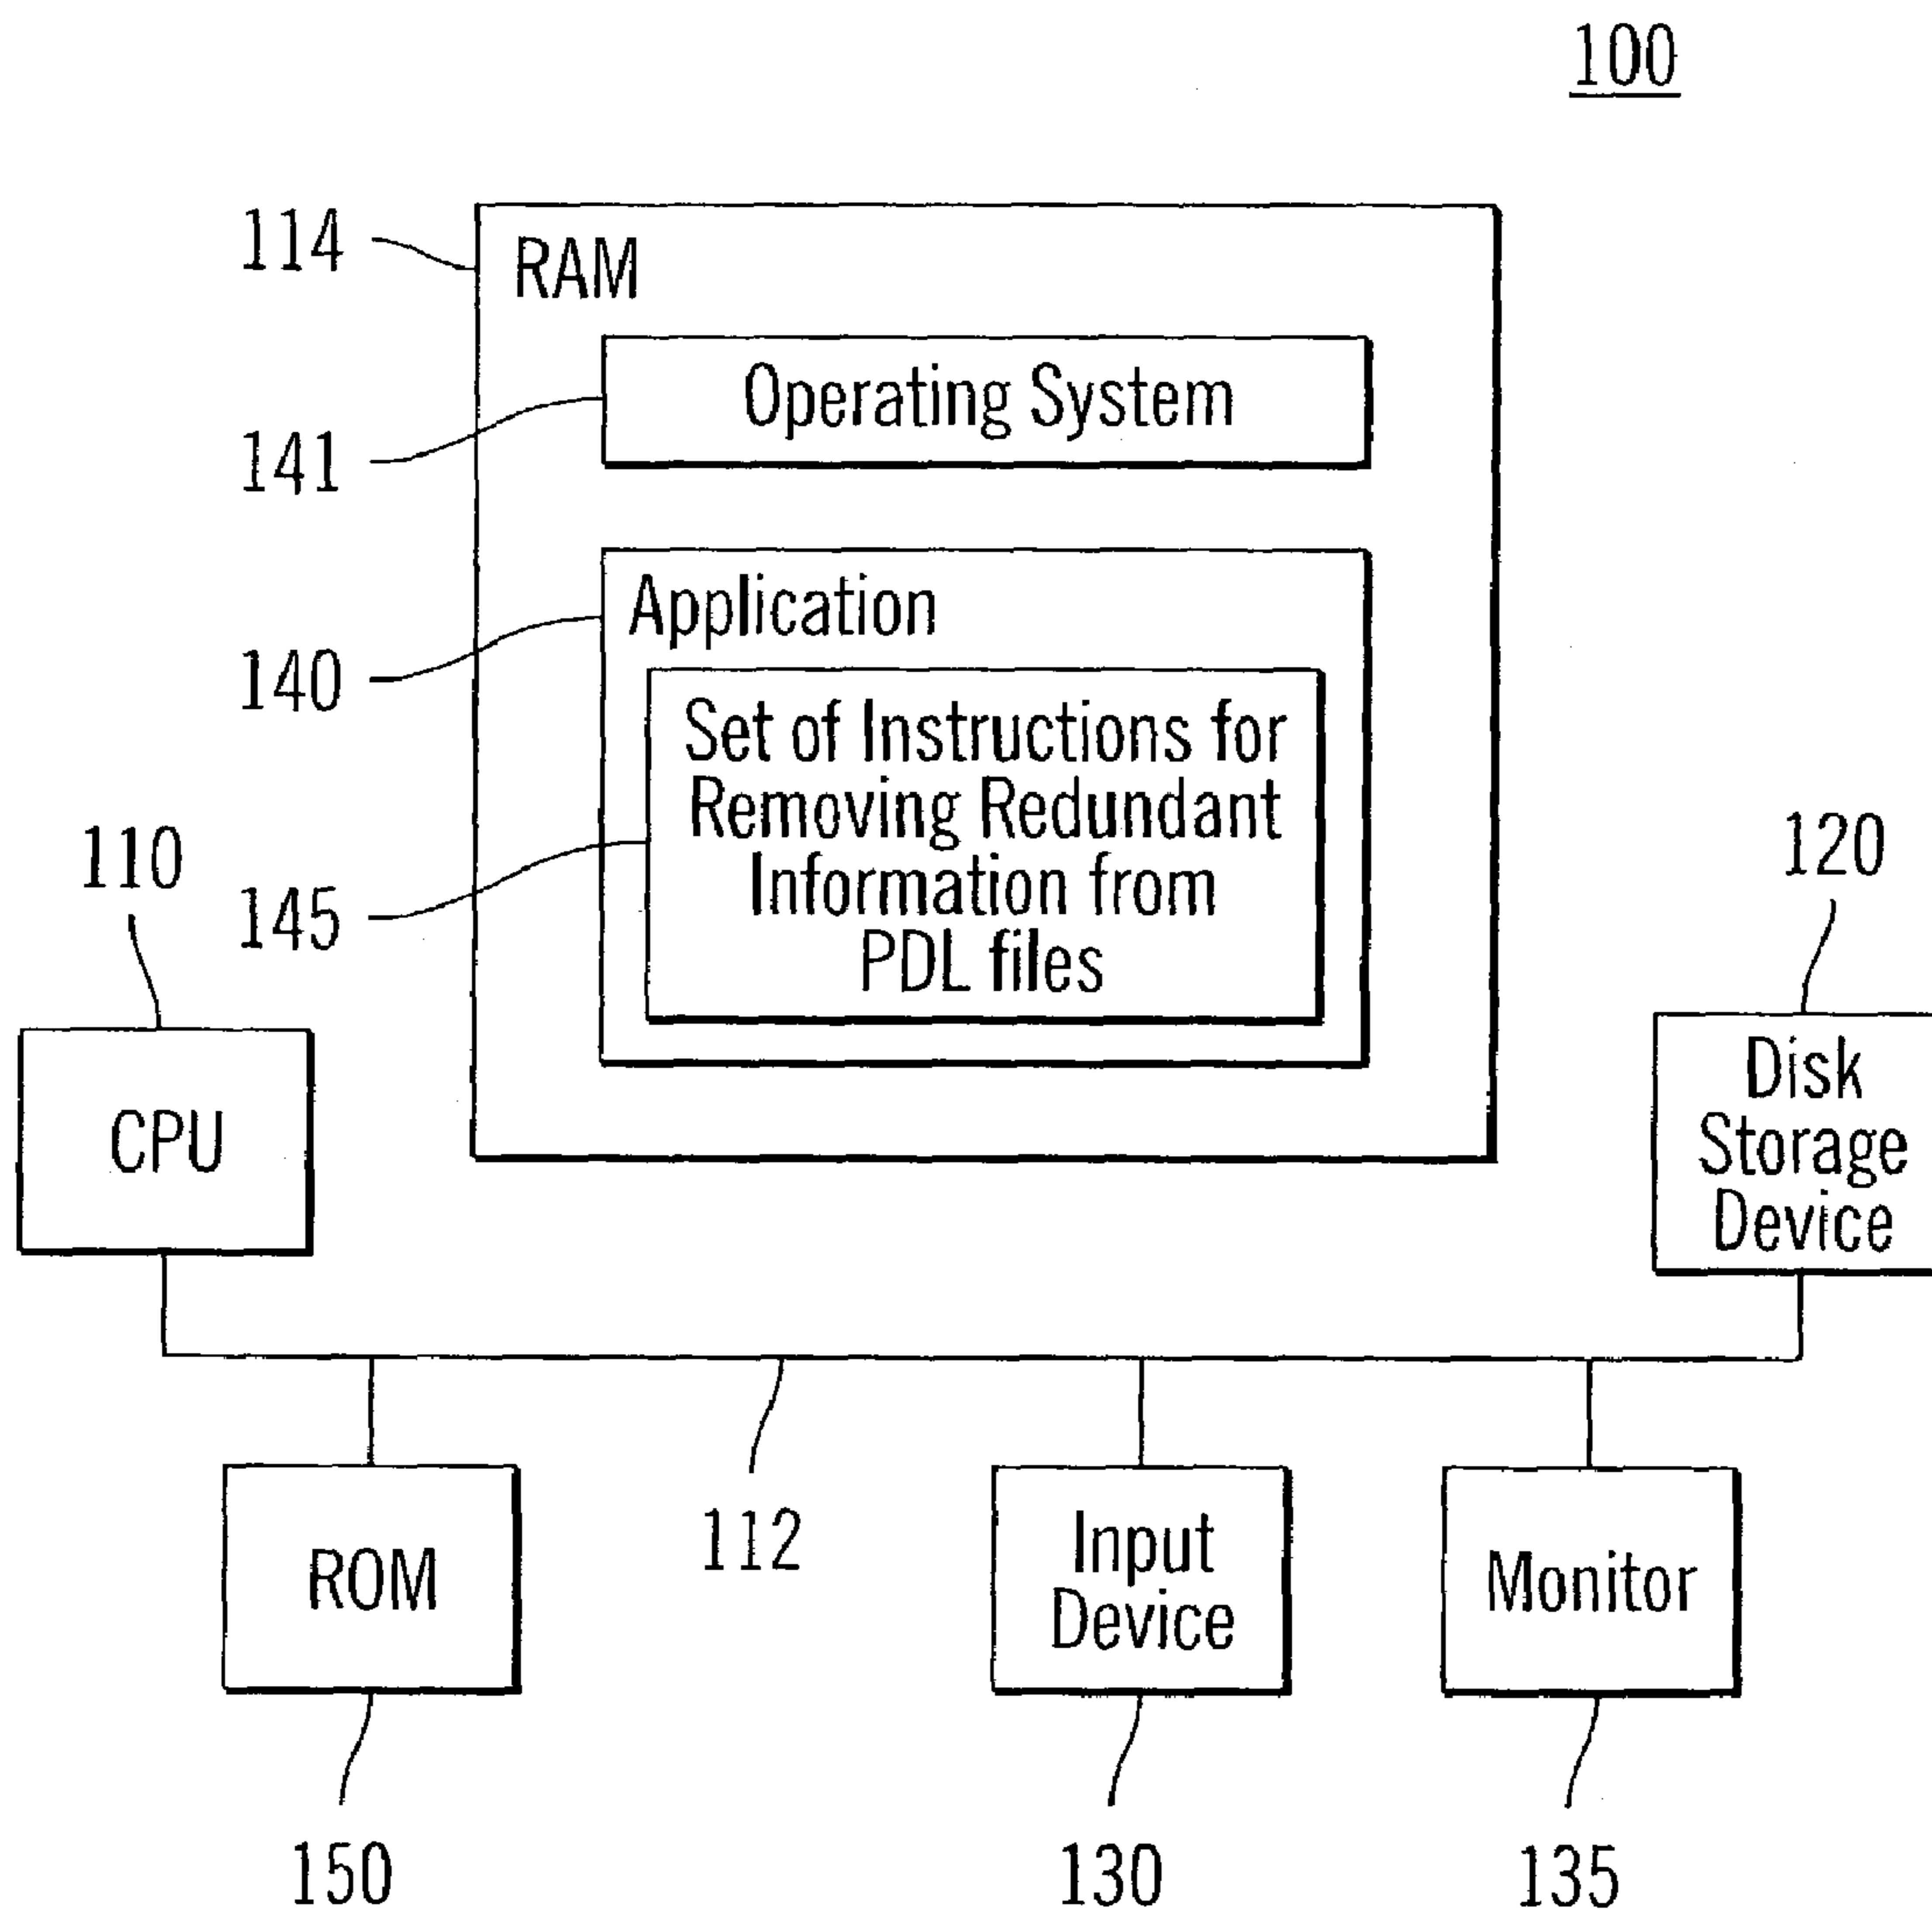 100
114
RAM
Operating System
141
Application
140
Set of Instructions for
Removing Redundant
Information from
PDL files
145
110
120
CPU
Disk
Storage
Device
112
ROM
Input
Device
Monitor
150
130
135